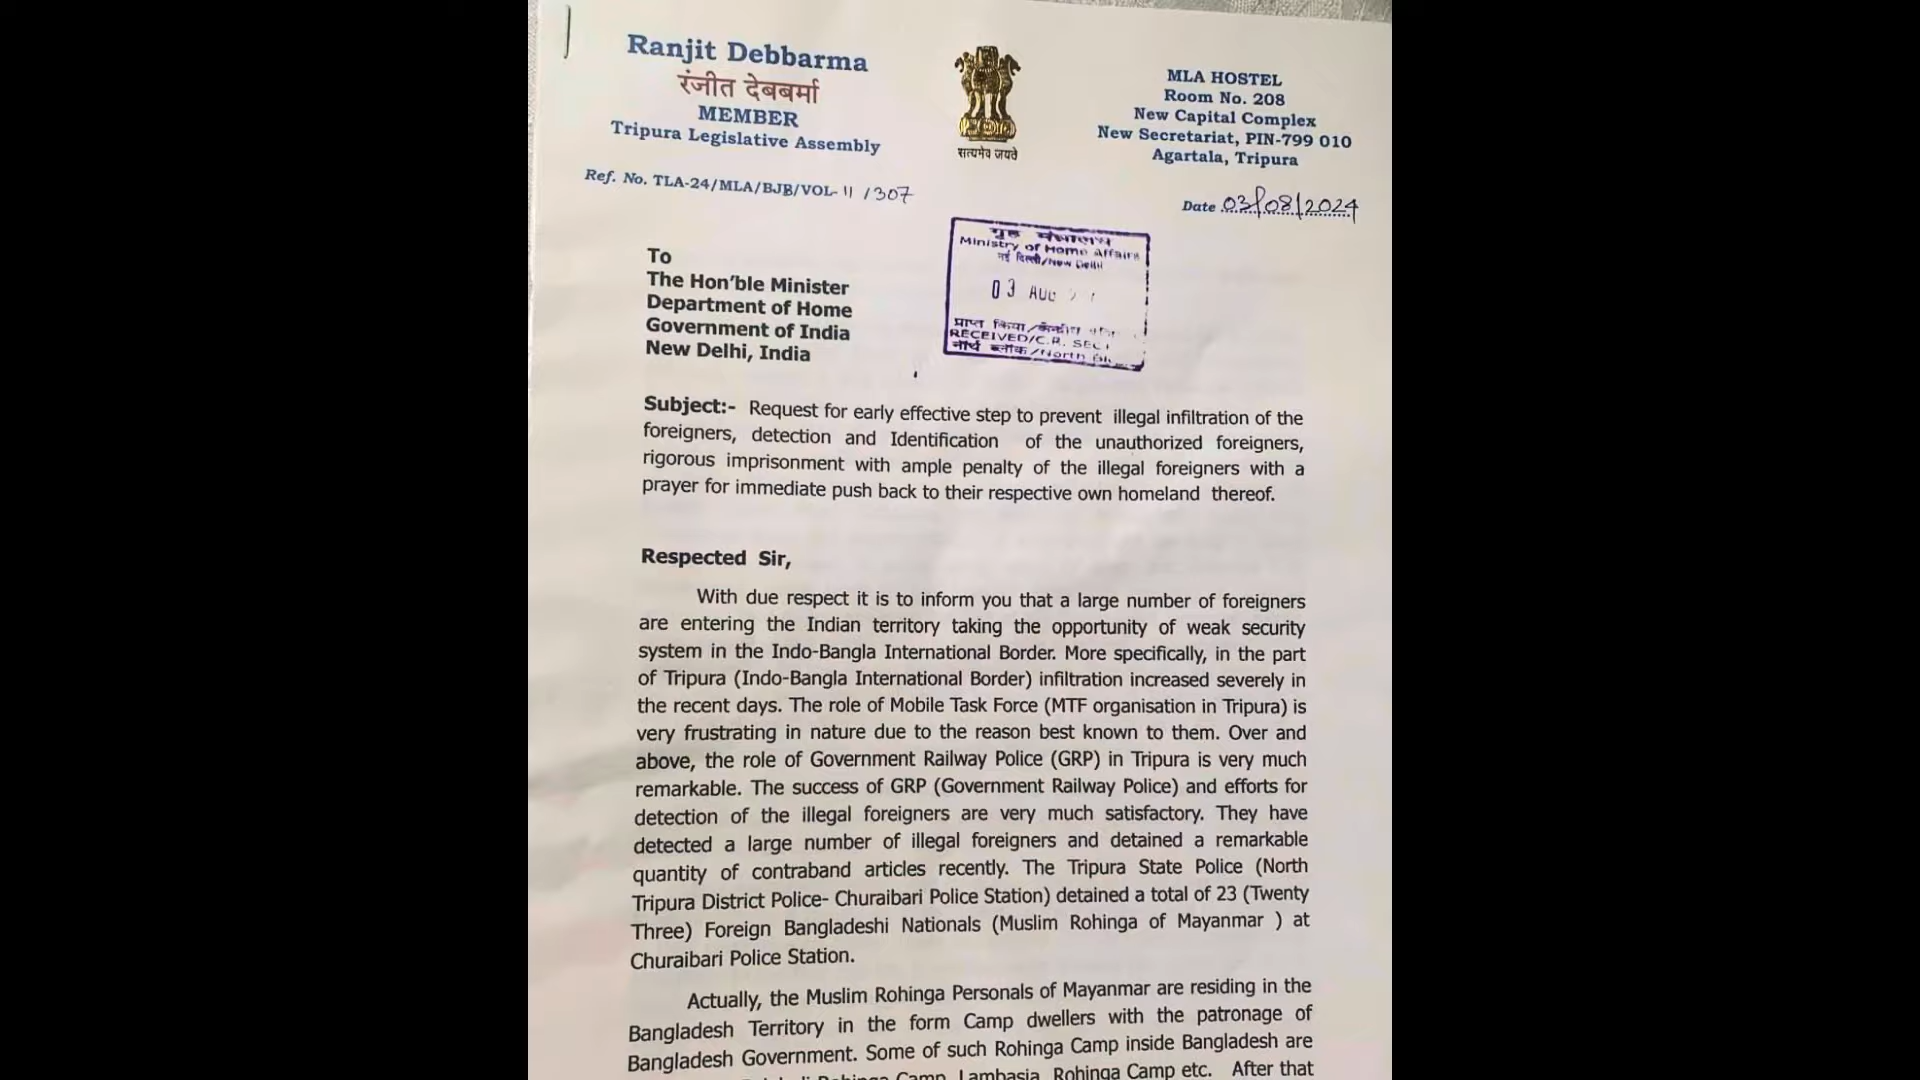 Ranjit Debbarma
रंजीत देबबर्मा
MEMBER
Tripura Legislative Assembly
सत्यमेव जयते
MLA HOSTEL
Room No. 208
New Capital Complex
New Secretariat, PIN-799 010
Agartala, Tripura
Ref. No. TLA-24/MLA/BJB/VOL- 11 /307
Date 03/08/2024
गृह मंत्रालय
Ministry of Home Affairs
नई दिल्ली/New Delhi
03 AUG
प्राप्त किया/केन्द्रीय
RECEIVED/C.R. SEC
नॉर्थ ब्लॉक/North
To
The Hon'ble Minister
Department of Home
Government of India
New Delhi, India
Subject:- Request for early effective step to prevent illegal infiltration of the
foreigners, detection and Identification of the unauthorized foreigners,
rigorous imprisonment with ample penalty of the illegal foreigners with a
prayer for immediate push back to their respective own homeland thereof.
Respected Sir,
With due respect it is to inform you that a large number of foreigners
are entering the Indian territory taking the opportunity of weak security
system in the Indo-Bangla International Border. More specifically, in the part
of Tripura (Indo-Bangla International Border) infiltration increased severely in
the recent days. The role of Mobile Task Force (MTF organisation in Tripura) is
very frustrating in nature due to the reason best known to them. Over and
above, the role of Government Railway Police (GRP) in Tripura is very much
remarkable. The success of GRP (Government Railway Police) and efforts for
detection of the illegal foreigners are very much satisfactory. They have
detected a large number of illegal foreigners and detained a remarkable
quantity of contraband articles recently. The Tripura State Police (North
Tripura District Police- Churaibari Police Station) detained a total of 23 (Twenty
Three) Foreign Bangladeshi Nationals (Muslim Rohinga of Mayanmar ) at
Churaibari Police Station.
Actually, the Muslim Rohinga Personals of Mayanmar are residing in the
Bangladesh Territory in the form Camp dwellers with the patronage of
Bangladesh Government. Some of such Rohinga Camp inside Bangladesh are
Rohinga Camp, Lambasia, Rohinga Camp etc. After that